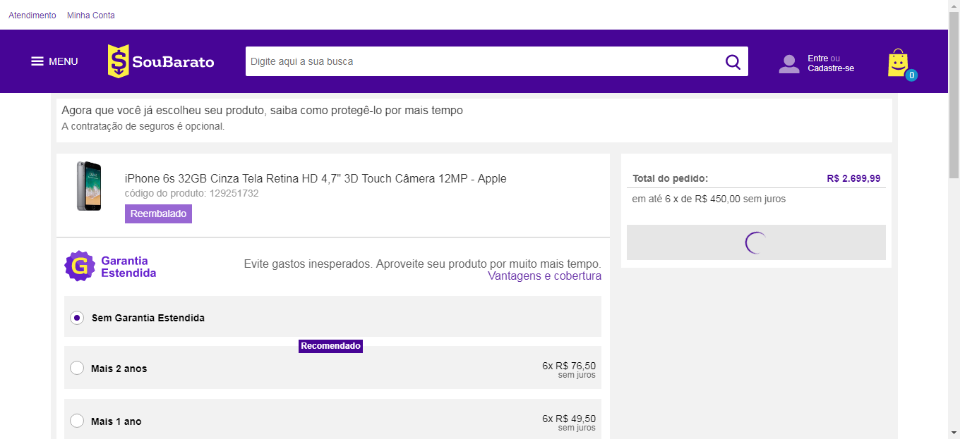 Atendimento Minha Conta
MENU
SouBarato
Digite aqui a sua busca
Entre ou
Cadastre-se
0
Agora que você já escolheu seu produto, saiba como protegê-lo por mais tempo
A contratação de seguros é opcional.
iPhone 6s 32GB Cinza Tela Retina HD 4,7" 3D Touch Câmera 12MP - Apple
código do produto: 129251732
Reembalado
Total do pedido: R$ 2.699,99
em até 6 x de R$ 450,00 sem juros
G
Garantia
Estendida
Evite gastos inesperados. Aproveite seu produto por muito mais tempo.
Vantagens e cobertura
Sem Garantia Estendida
Recomendado
Mais 2 anos
6x R$ 76,50
sem juros
Mais 1 ano
6x R$ 49,50
sem juros